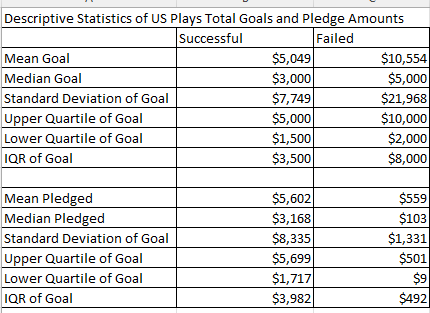 Descriptive Statistics of US Plays Total Goals and Pledge Amounts
Successful Failed
Mean Goal $5,049 $10,554
Median Goal $3,000 $5,000
Standard Deviation of Goal $7,749 $21,968
Upper Quartile of Goal $5,000 $10,000
Lower Quartile of Goal $1,500 $2,000
IQR of Goal $3,500 $8,000
Mean Pledged $5,602 $559
Median Pledged $3,168 $103
Standard Deviation of Goal $8,335 $1,331
Upper Quartile of Goal $5,699 $501
Lower Quartile of Goal $1,717 $9
IQR of Goal $3,982 $492